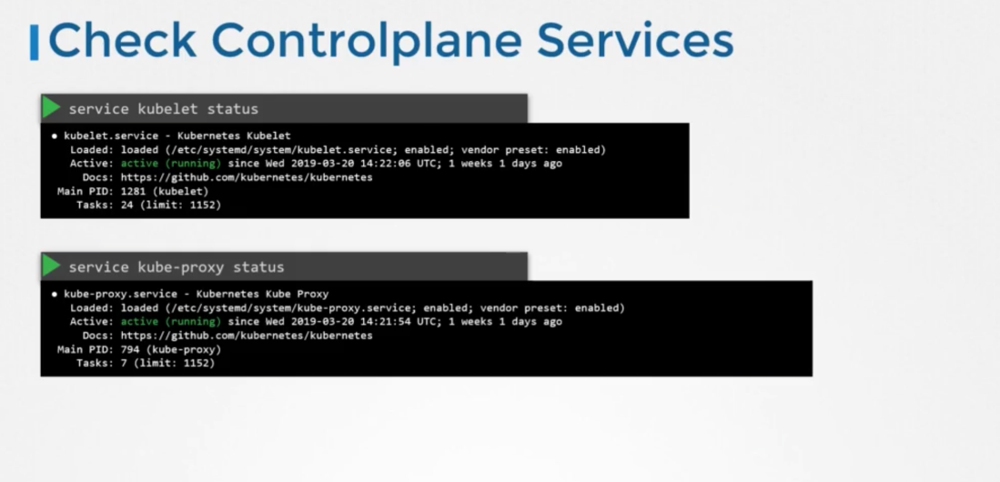 Check Controlplane Services
service kubelet status
● kubelet.service - Kubernetes Kubelet
Loaded: loaded (/etc/systemd/system/kubelet.service; enabled; vendor preset: enabled)
Active: active (running) since Wed 2019-03-20 14:22:06 UTC; 1 weeks 1 days ago
Docs: https://github.com/kubernetes/kubernetes
Main PID: 1281 (kubelet)
Tasks: 24 (limit: 1152)
service kube-proxy status
● kube-proxy.service - Kubernetes Kube Proxy
Loaded: loaded (/etc/systemd/system/kube-proxy.service; enabled; vendor preset: enabled)
Active: active (running) since Wed 2019-03-20 14:21:54 UTC; 1 weeks 1 days ago
Docs: https://github.com/kubernetes/kubernetes
Main PID: 794 (kube-proxy)
Tasks: 7 (limit: 1152)